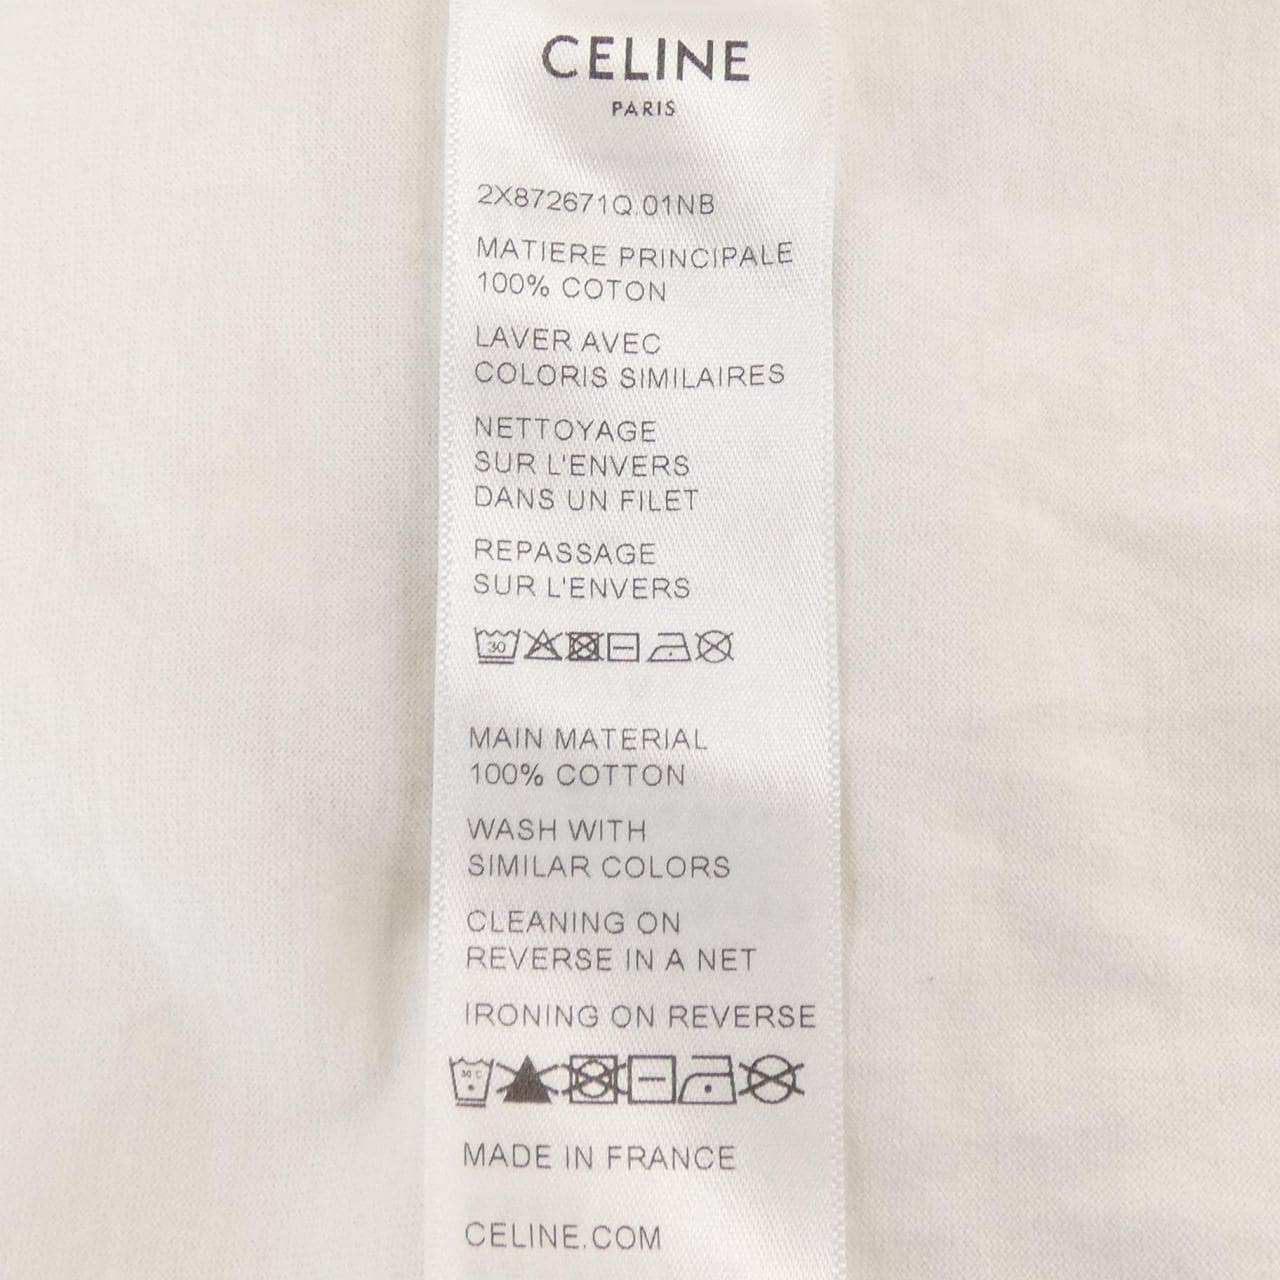 CELINE
PARIS
2X872671Q.01NB
MATIERE PRINCIPALE
100% COTON
LAVER AVEC
COLORIS SIMILAIRES
NETTOYAGE
SUR L'ENVERS
DANS UN FILET
REPASSAGE
SUR L'ENVERS
30
MAIN MATERIAL
100% COTTON
WASH WITH
SIMILAR COLORS
CLEANING ON
REVERSE IN A NET
IRONING ON REVERSE
30 C
MADE IN FRANCE
CELINE.COM